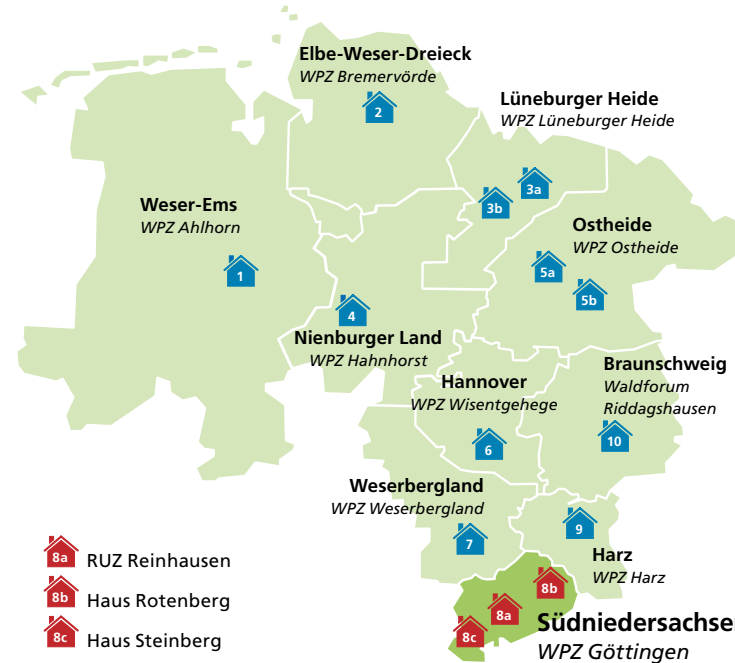 Elbe-Weser-Dreieck
WPZ Bremervörde
2
Lüneburger Heide
WPZ Lüneburger Heide
3a
3b
Weser-Ems
WPZ Ahlhorn
1
Ostheide
WPZ Ostheide
5a
5b
4
Nienburger Land
WPZ Hahnhorst
Braunschweig
Waldforum
Riddagshausen
10
Hannover
WPZ Wisentgehege
6
Weserbergland
WPZ Weserbergland
7
9
Harz
WPZ Harz
8a RUZ Reinhausen
8b Haus Rotenberg
8c Haus Steinberg
8b
8a
8c
Südniedersachse
WPZ Göttingen